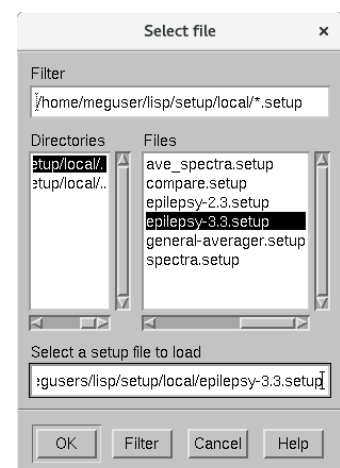 Select file ×
Filter
/home/meguser/lisp/setup/local/*.setup
Directories Files
etup/local/. ave_spectra.setup
etup/local/.. compare.setup
epilepsy-2.3.setup
epilepsy-3.3.setup
general-averager.setup
spectra.setup
Select a setup file to load
egusers/lisp/setup/local/epilepsy-3.3.setup
OK Filter Cancel Help